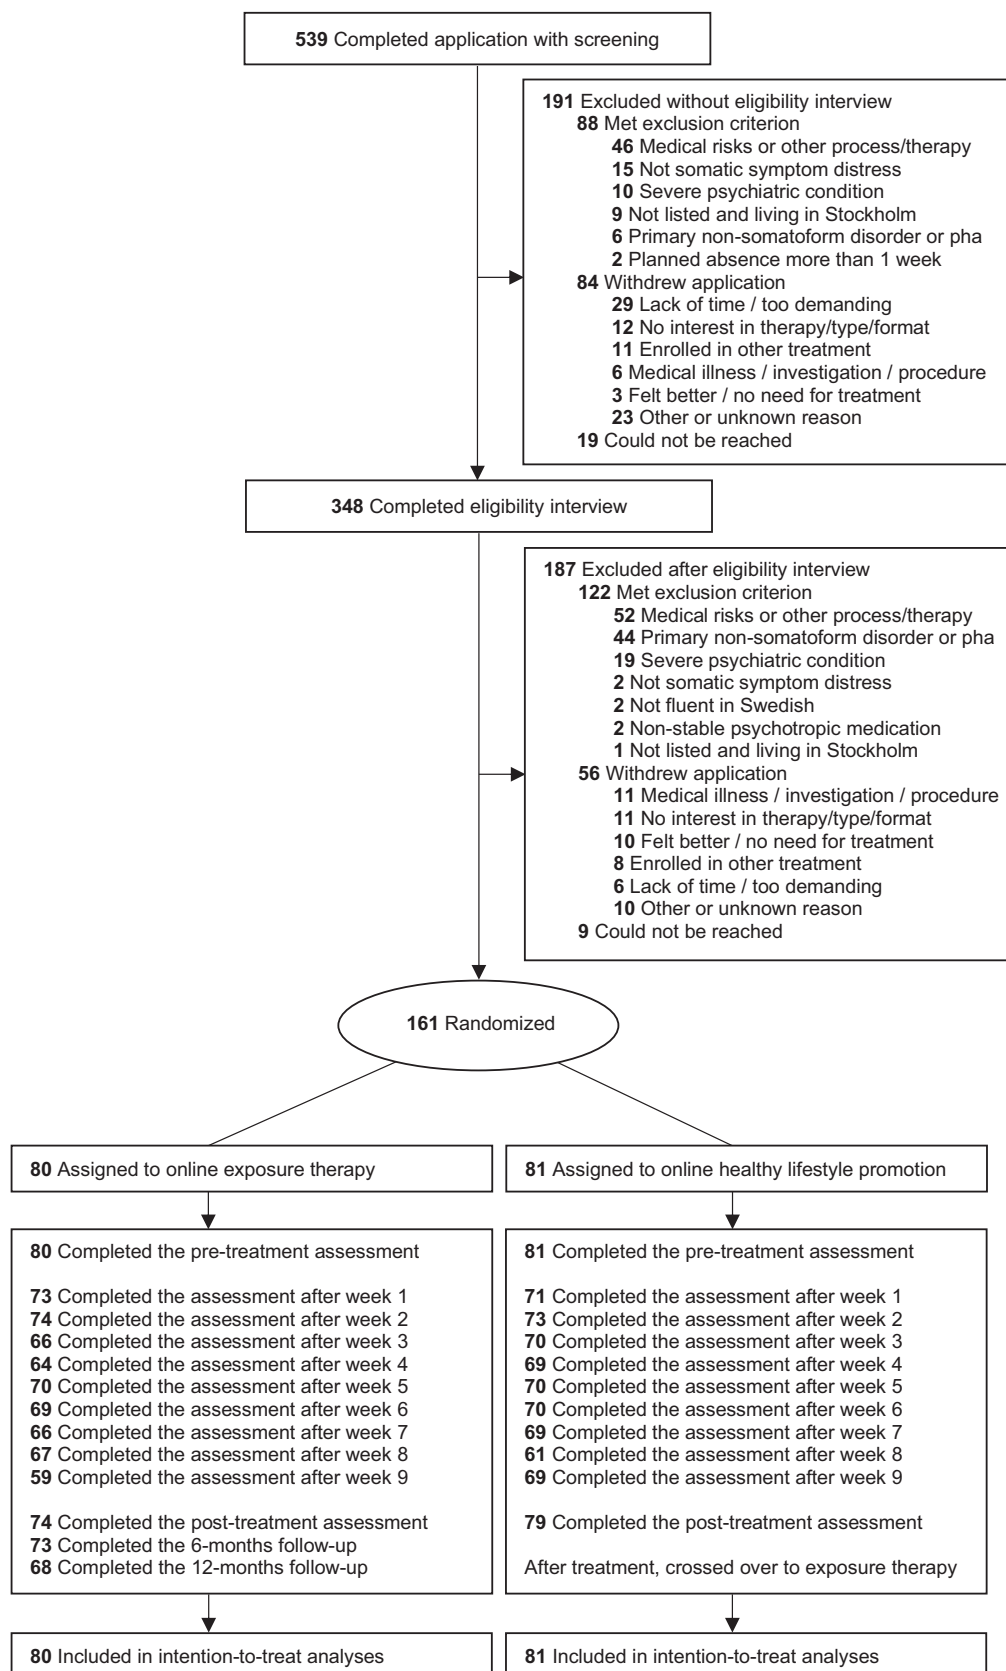 539 Completed application with screening
191 Excluded without eligibility interview
88 Met exclusion criterion
46 Medical risks or other process/therapy
15 Not somatic symptom distress
10 Severe psychiatric condition
9 Not listed and living in Stockholm
6 Primary non-somatoform disorder or pha
2 Planned absence more than 1 week
84 Withdrew application
29 Lack of time / too demanding
12 No interest in therapy/type/format
11 Enrolled in other treatment
6 Medical illness / investigation / procedure
3 Felt better / no need for treatment
23 Other or unknown reason
19 Could not be reached
348 Completed eligibility interview
187 Excluded after eligibility interview
122 Met exclusion criterion
52 Medical risks or other process/therapy
44 Primary non-somatoform disorder or pha
19 Severe psychiatric condition
2 Not somatic symptom distress
2 Not fluent in Swedish
2 Non-stable psychotropic medication
1 Not listed and living in Stockholm
56 Withdrew application
11 Medical illness / investigation / procedure
11 No interest in therapy/type/format
10 Felt better / no need for treatment
8 Enrolled in other treatment
6 Lack of time / too demanding
10 Other or unknown reason
9 Could not be reached
161 Randomized
80 Assigned to online exposure therapy
80 Completed the pre-treatment assessment
73 Completed the assessment after week 1
74 Completed the assessment after week 2
66 Completed the assessment after week 3
64 Completed the assessment after week 4
70 Completed the assessment after week 5
69 Completed the assessment after week 6
66 Completed the assessment after week 7
67 Completed the assessment after week 8
59 Completed the assessment after week 9
74 Completed the post-treatment assessment
73 Completed the 6-months follow-up
68 Completed the 12-months follow-up
80 Included in intention-to-treat analyses
81 Assigned to online healthy lifestyle promotion
81 Completed the pre-treatment assessment
71 Completed the assessment after week 1
73 Completed the assessment after week 2
70 Completed the assessment after week 3
69 Completed the assessment after week 4
70 Completed the assessment after week 5
70 Completed the assessment after week 6
69 Completed the assessment after week 7
61 Completed the assessment after week 8
69 Completed the assessment after week 9
79 Completed the post-treatment assessment
After treatment, crossed over to exposure therapy
81 Included in intention-to-treat analyses